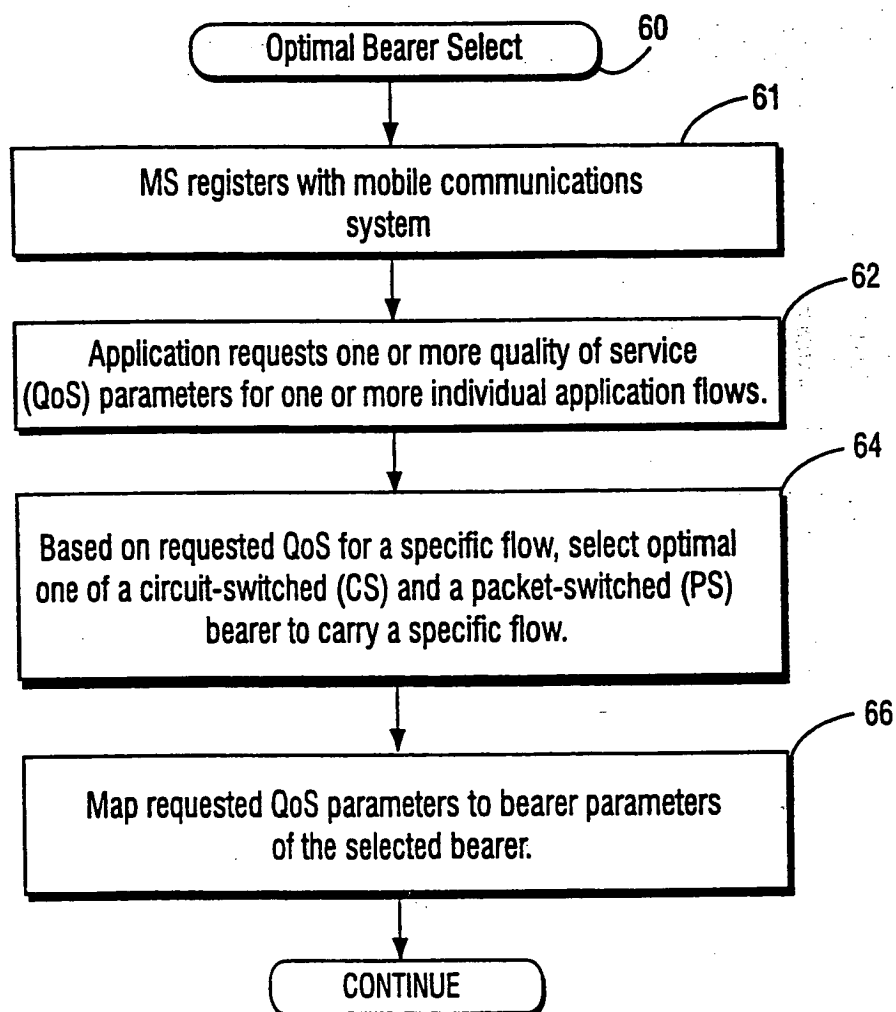 Optimal Bearer Select
60
61
MS registers with mobile communications
system
62
Application requests one or more quality of service
(QoS) parameters for one or more individual application flows.
64
Based on requested QoS for a specific flow, select optimal
one of a circuit-switched (CS) and a packet-switched (PS)
bearer to carry a specific flow.
66
Map requested QoS parameters to bearer parameters
of the selected bearer.
CONTINUE